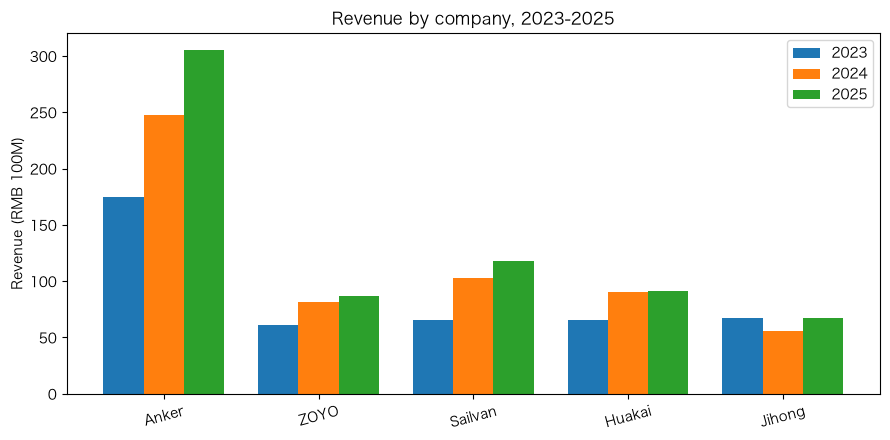 Revenue by company, 2023-2025
2023
2024
2025
Revenue (RMB 100M)
300
250
200
150
100
50
0
Anker
ZOYO
Sailvan
Huakai
Jihong